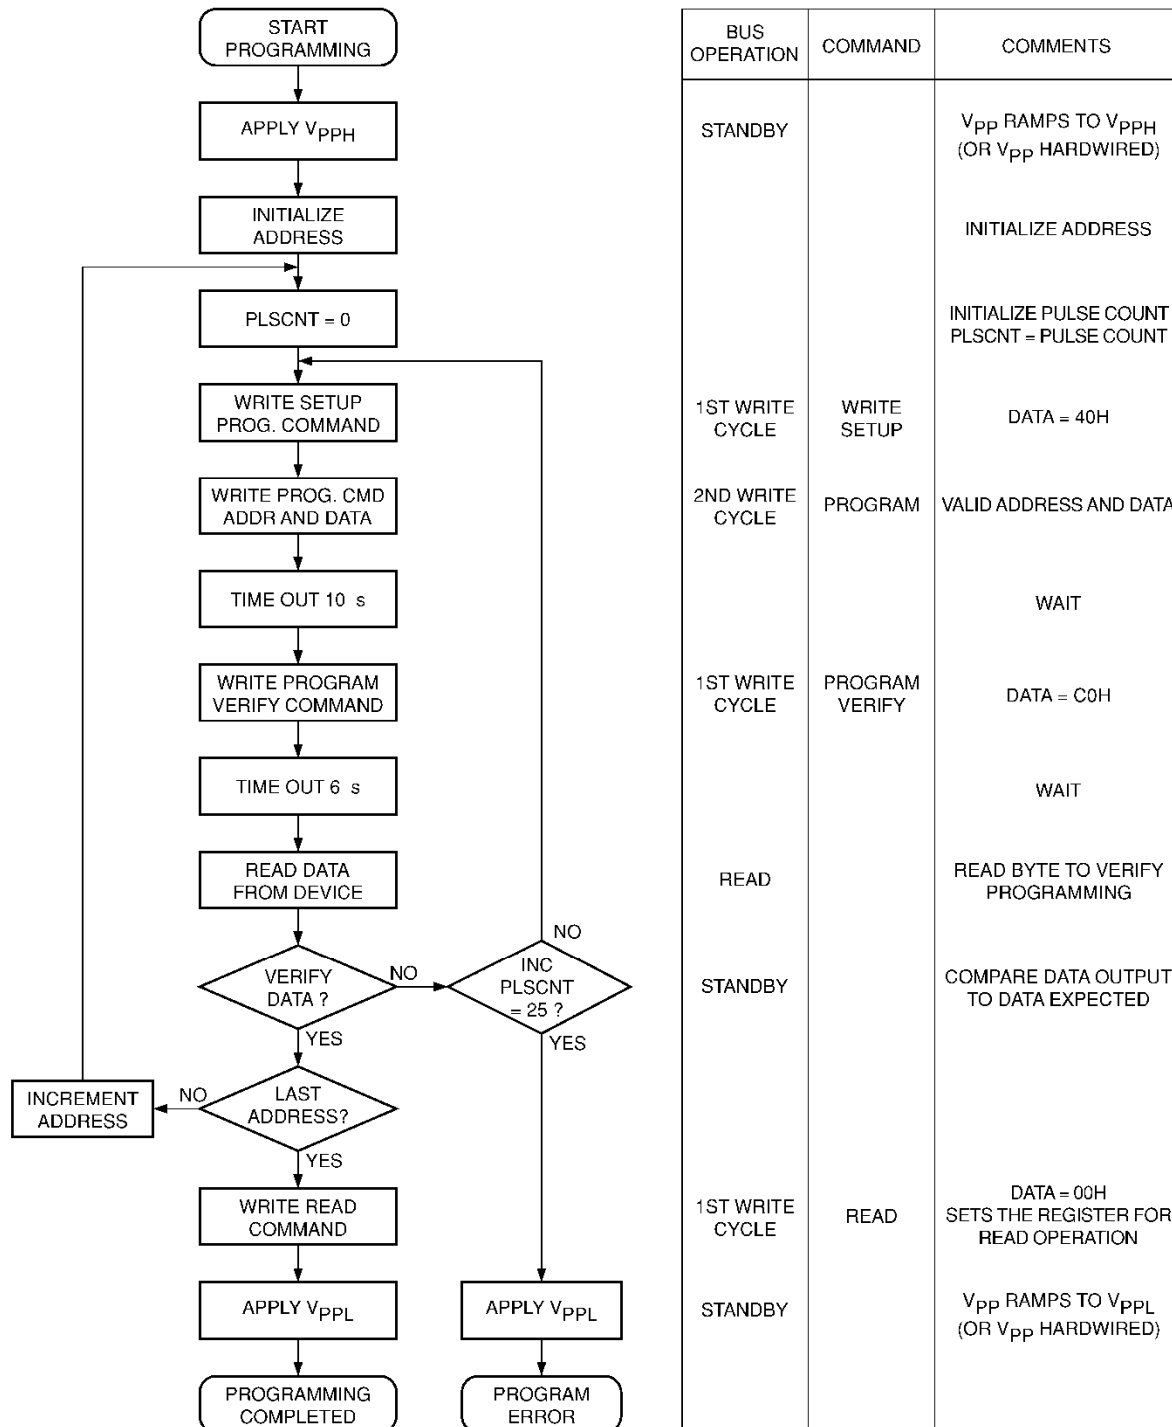 START
PROGRAMMING
APPLY VPPH
INITIALIZE
ADDRESS
PLSCNT = 0
WRITE SETUP
PROG. COMMAND
WRITE PROG. CMD
ADDR AND DATA
TIME OUT 10 s
WRITE PROGRAM
VERIFY COMMAND
TIME OUT 6 s
READ DATA
FROM DEVICE
VERIFY
DATA ?
NO
YES
INC
PLSCNT
= 25 ?
NO
YES
LAST
ADDRESS?
NO
YES
INCREMENT
ADDRESS
WRITE READ
COMMAND
APPLY VPPL
APPLY VPPL
PROGRAMMING
COMPLETED
PROGRAM
ERROR
BUS
OPERATION
COMMAND
COMMENTS
STANDBY
VPP RAMPS TO VPPH
(OR VPP HARDWIRED)
INITIALIZE ADDRESS
INITIALIZE PULSE COUNT
PLSCNT = PULSE COUNT
1ST WRITE
CYCLE
WRITE
SETUP
DATA = 40H
2ND WRITE
CYCLE
PROGRAM
VALID ADDRESS AND DATA
WAIT
1ST WRITE
CYCLE
PROGRAM
VERIFY
DATA = C0H
WAIT
READ
READ BYTE TO VERIFY
PROGRAMMING
STANDBY
COMPARE DATA OUTPUT
TO DATA EXPECTED
1ST WRITE
CYCLE
READ
DATA = 00H
SETS THE REGISTER FOR
READ OPERATION
STANDBY
VPP RAMPS TO VPPL
(OR VPP HARDWIRED)